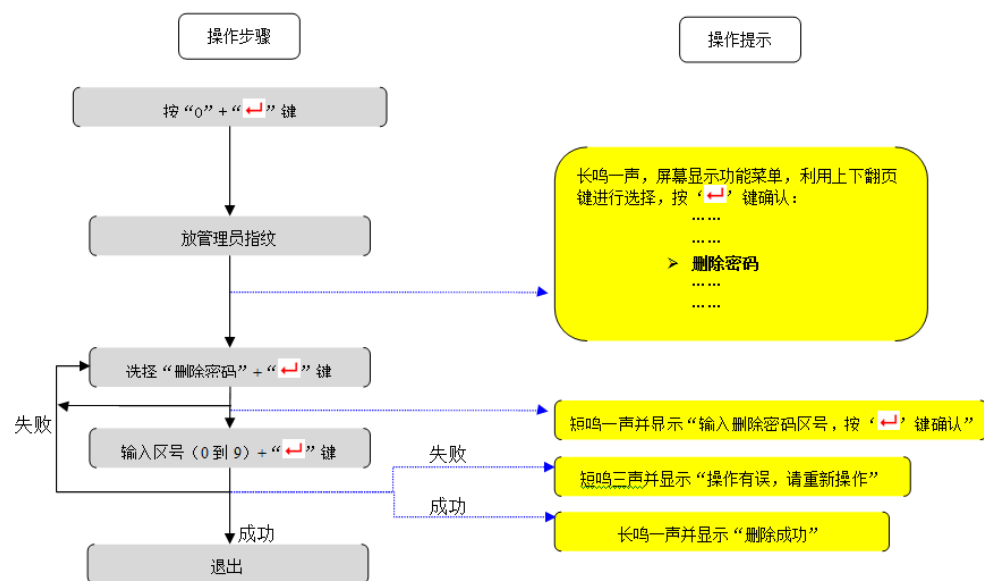 操作步骤
操作提示
按“0”+“↵”键
长鸣一声，屏幕显示功能菜单，利用上下翻页
键进行选择，按‘↵’键确认：
……
……
➢ 删除密码
……
……
放管理员指纹
选择“删除密码”+“↵”键
失败
短鸣一声并显示“输入删除密码区号，按‘↵’键确认”
输入区号（0到9）+“↵”键
失败
短鸣三声并显示“操作有误，请重新操作”
成功
长鸣一声并显示“删除成功”
成功
退出